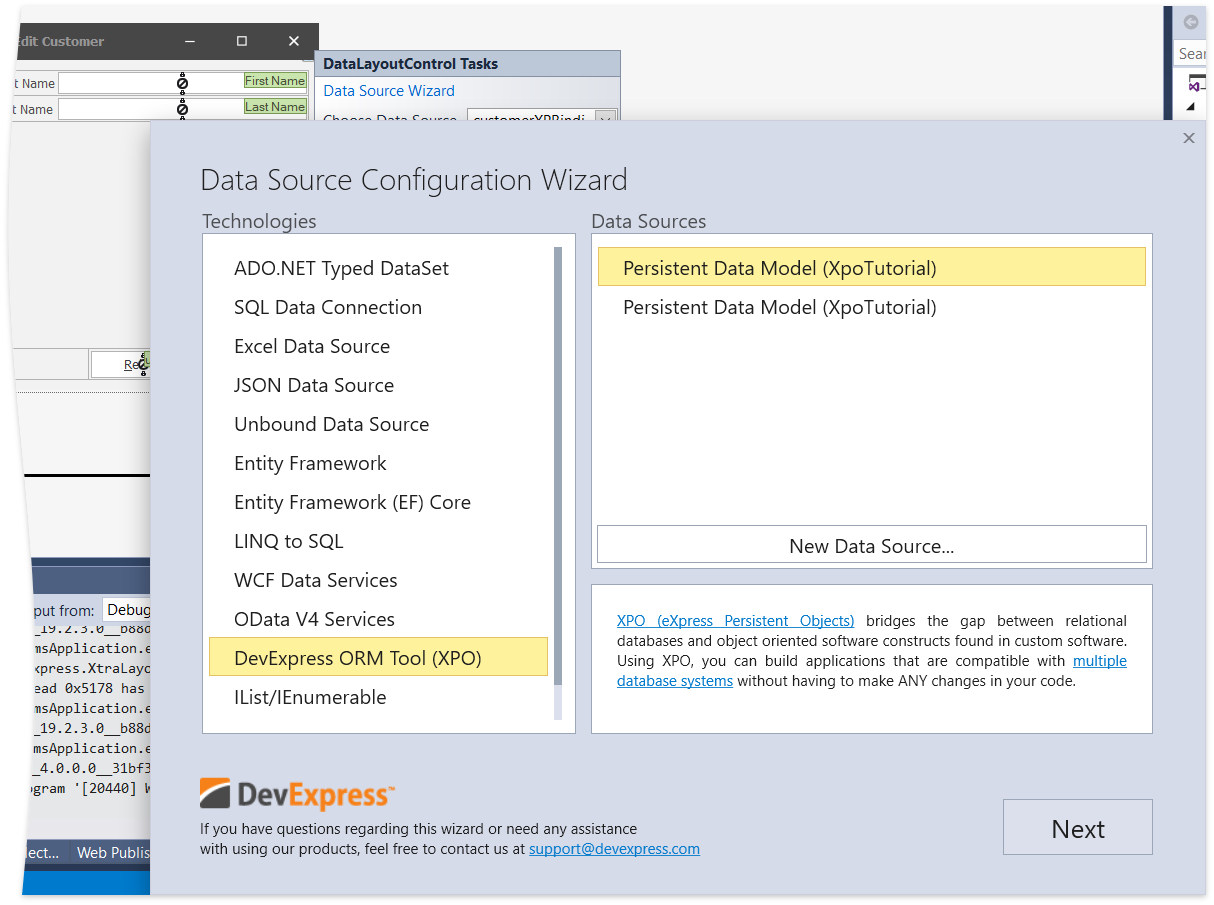 Edit Customer
t Name
First Name
t Name
Last Name
DataLayoutControl Tasks
Data Source Wizard
Choose Data Source
customerXPBindi
Sear
Data Source Configuration Wizard
Technologies
ADO.NET Typed DataSet
SQL Data Connection
Excel Data Source
JSON Data Source
Unbound Data Source
Entity Framework
Entity Framework (EF) Core
LINQ to SQL
WCF Data Services
OData V4 Services
DevExpress ORM Tool (XPO)
IList/IEnumerable
Data Sources
Persistent Data Model (XpoTutorial)
Persistent Data Model (XpoTutorial)
New Data Source...
XPO (eXpress Persistent Objects) bridges the gap between relational
databases and object oriented software constructs found in custom software.
Using XPO, you can build applications that are compatible with multiple
database systems without having to make ANY changes in your code.
DevExpress™
If you have questions regarding this wizard or need any assistance
with using our products, feel free to contact us at support@devexpress.com
Next
Re
put from: Debug
_19.2.3.0__b88d
msApplication.e
xpress.XtraLayo
ead 0x5178 has
msApplication.e
_19.2.3.0__b88d
msApplication.e
_4.0.0.0__31bf3
ogram '[20440] W
lect...
Web Publis